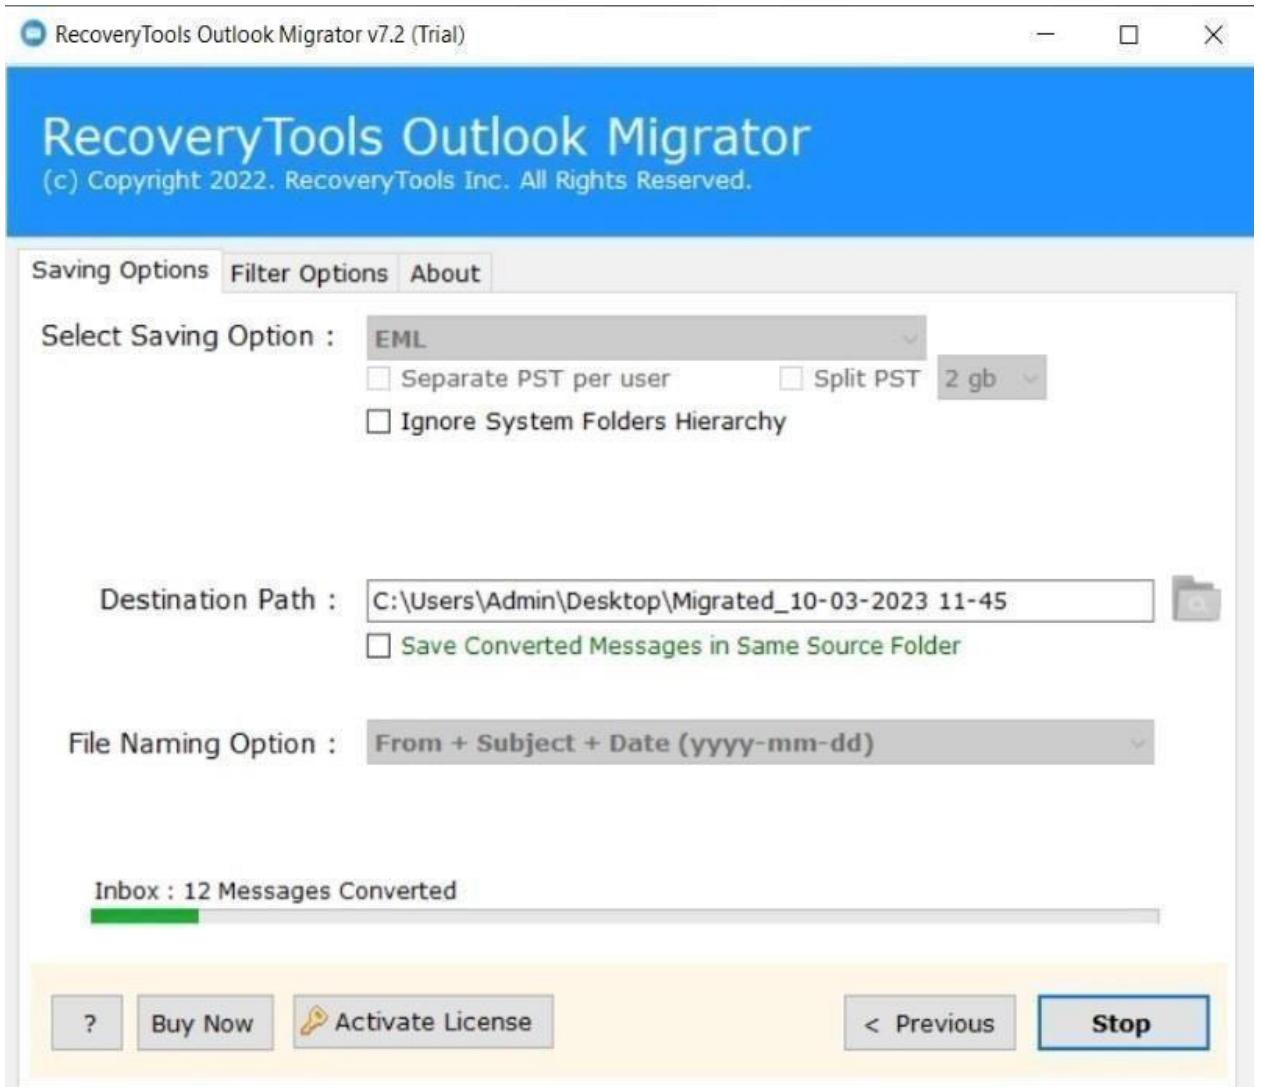 RecoveryTools Outlook Migrator v7.2 (Trial)
RecoveryTools Outlook Migrator
(c) Copyright 2022. RecoveryTools Inc. All Rights Reserved.
Saving Options Filter Options About
Select Saving Option : EML
Separate PST per user Split PST 2 gb
Ignore System Folders Hierarchy
Destination Path : C:\Users\Admin\Desktop\Migrated_10-03-2023 11-45
Save Converted Messages in Same Source Folder
File Naming Option : From + Subject + Date (yyyy-mm-dd)
Inbox : 12 Messages Converted
? Buy Now Activate License < Previous Stop